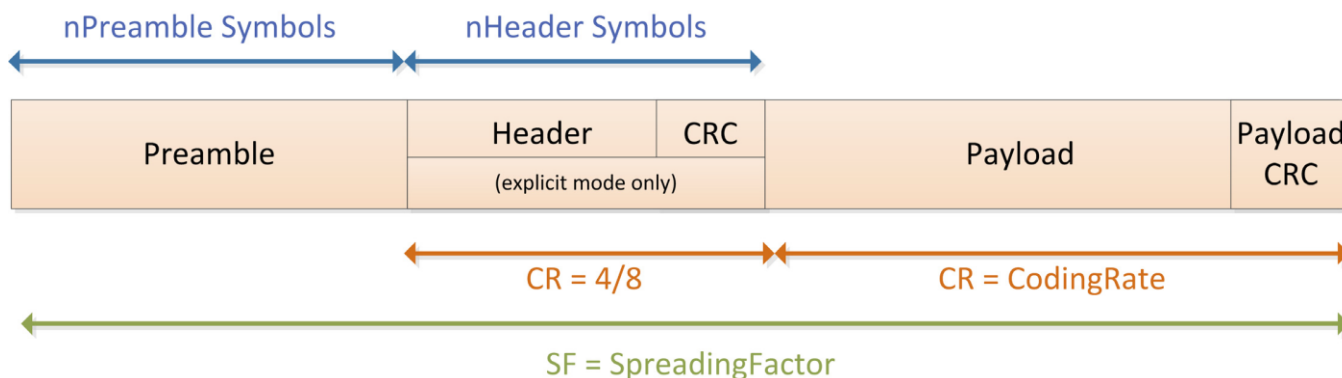 nPreamble Symbols
nHeader Symbols
Preamble
Header
CRC
(explicit mode only)
Payload
Payload
CRC
CR = 4/8
CR = CodingRate
SF = SpreadingFactor